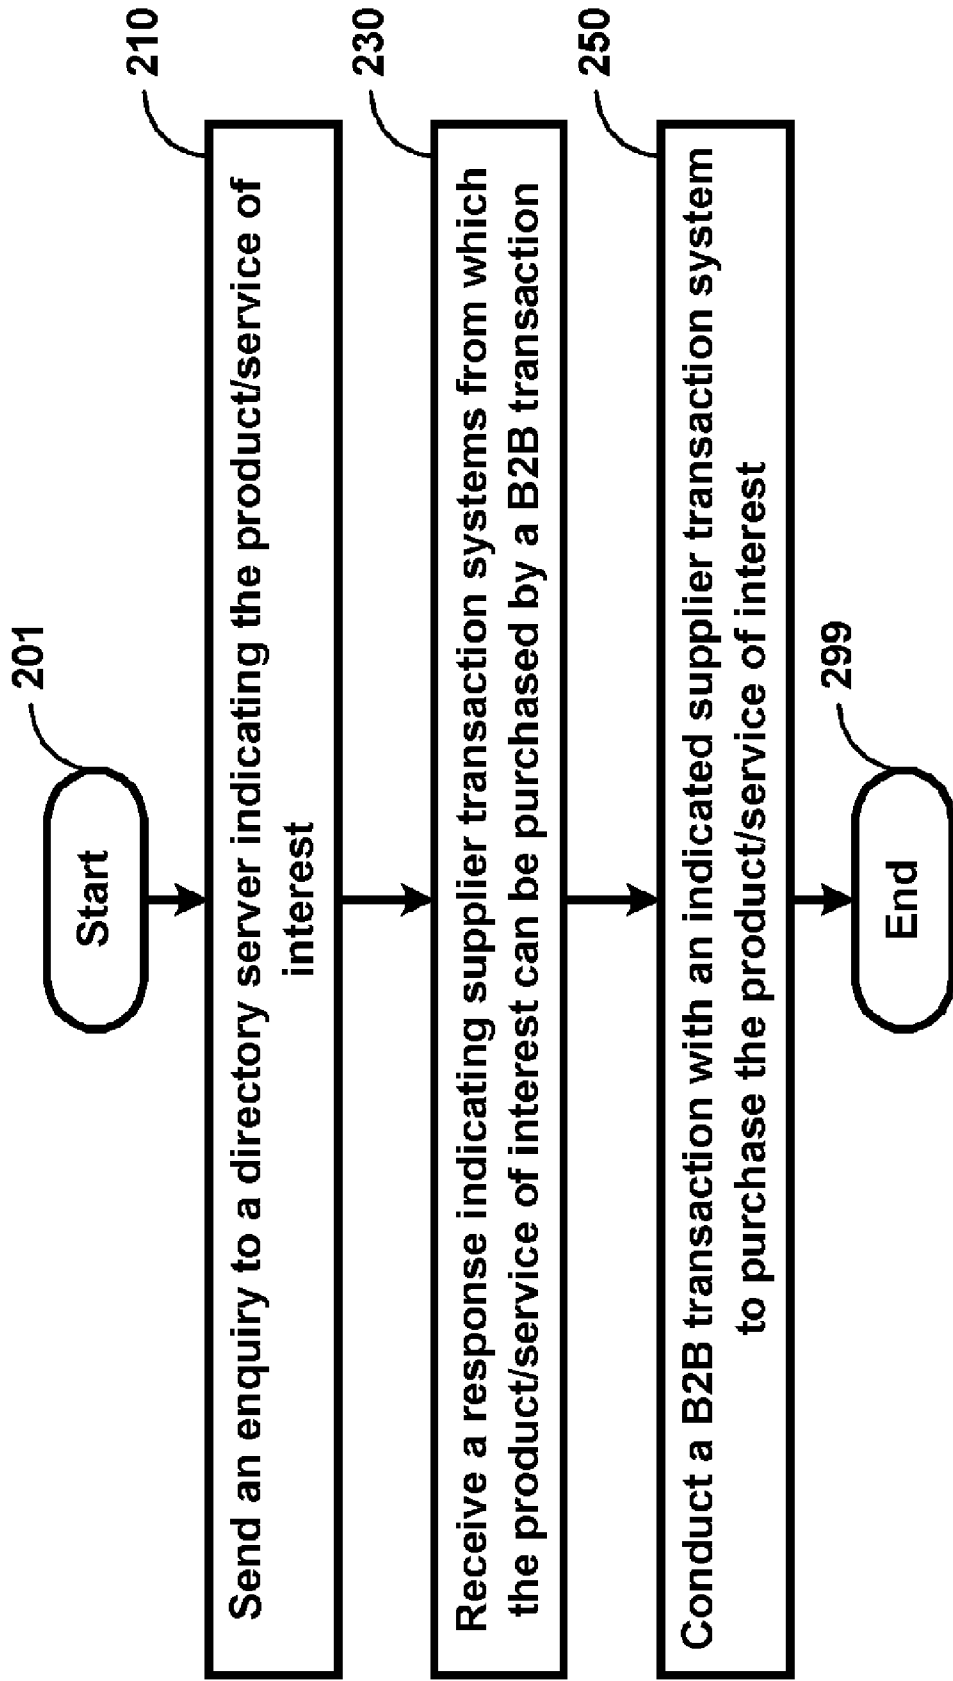 201
Start
210
Send an enquiry to a directory server indicating the product/service of
interest
230
Receive a response indicating supplier transaction systems from which
the product/service of interest can be purchased by a B2B transaction
250
Conduct a B2B transaction with an indicated supplier transaction system
to purchase the product/service of interest
299
End